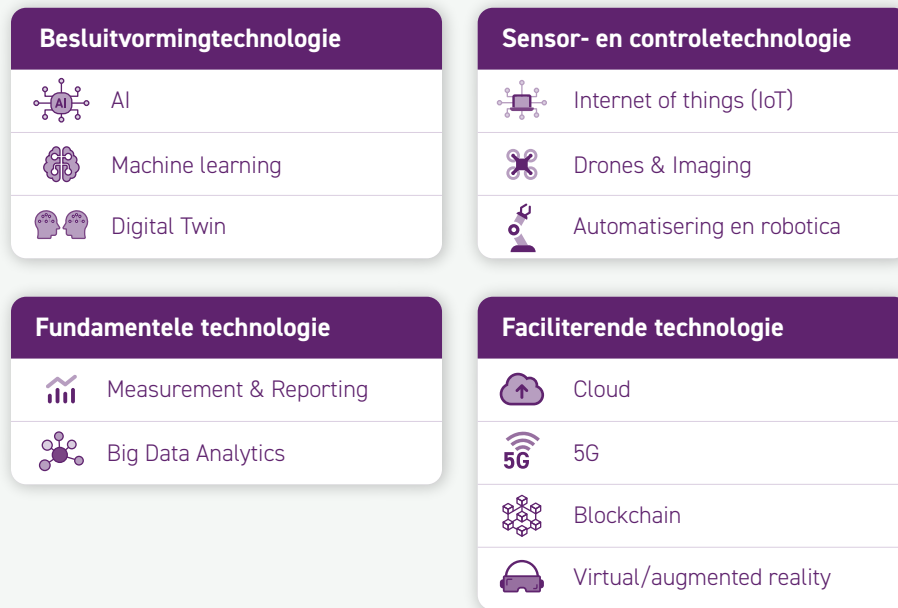 Besluitvormingtechnologie
AI
AI
Machine learning
Digital Twin
Sensor- en controletechnologie
Internet of things (IoT)
Drones & Imaging
Automatisering en robotica
Fundamentele technologie
Measurement & Reporting
Big Data Analytics
Faciliterende technologie
Cloud
5G
5G
Blockchain
Virtual/augmented reality